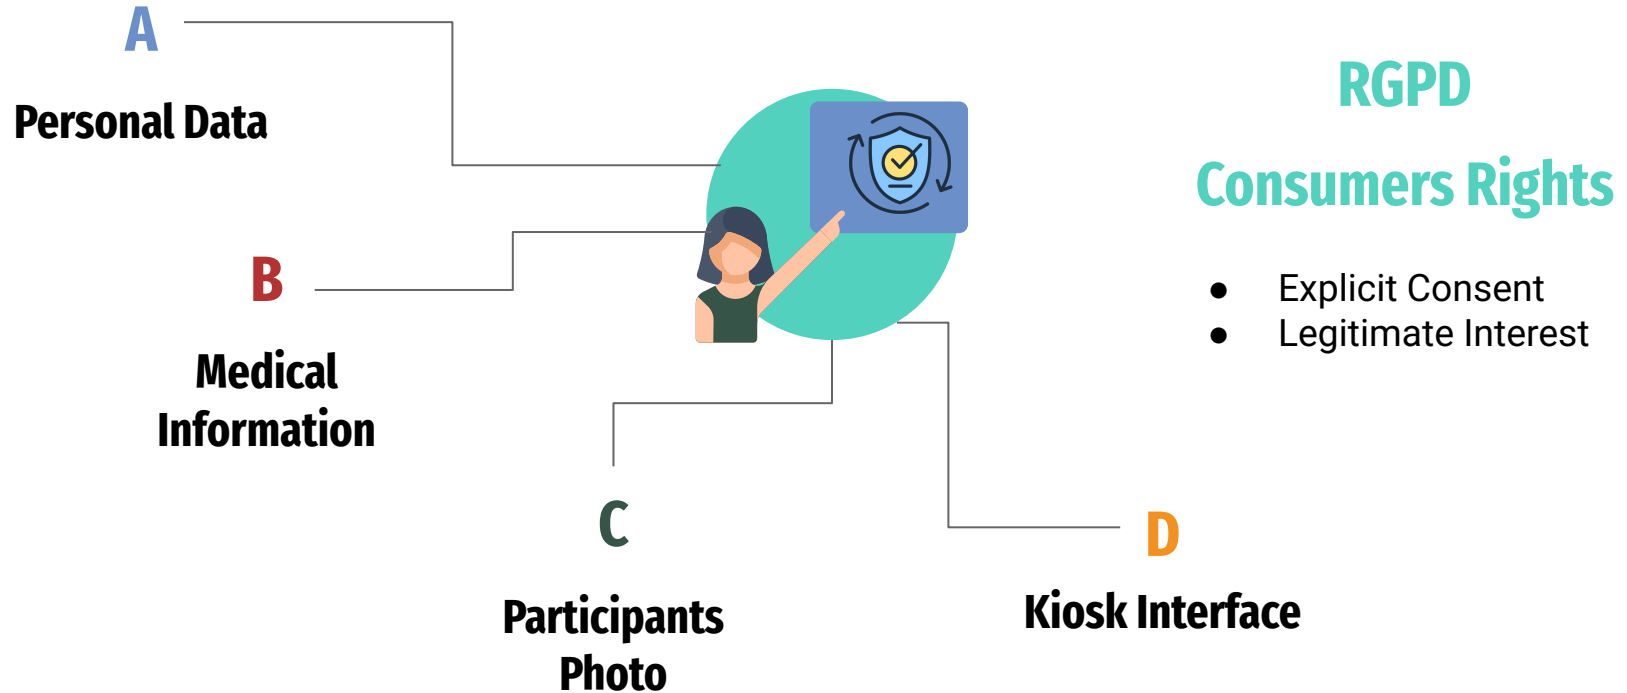 A
Personal Data
B
Medical
Information
C
Participants
Photo
D
Kiosk Interface
RGPD
Consumers Rights
● Explicit Consent
● Legitimate Interest